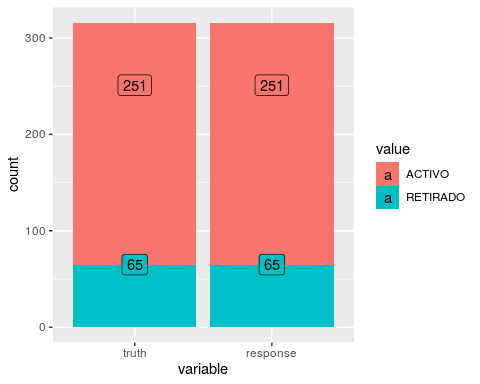 300
200
100
0
count
251
251
65
65
truth
response
variable
value
a ACTIVO
a RETIRADO